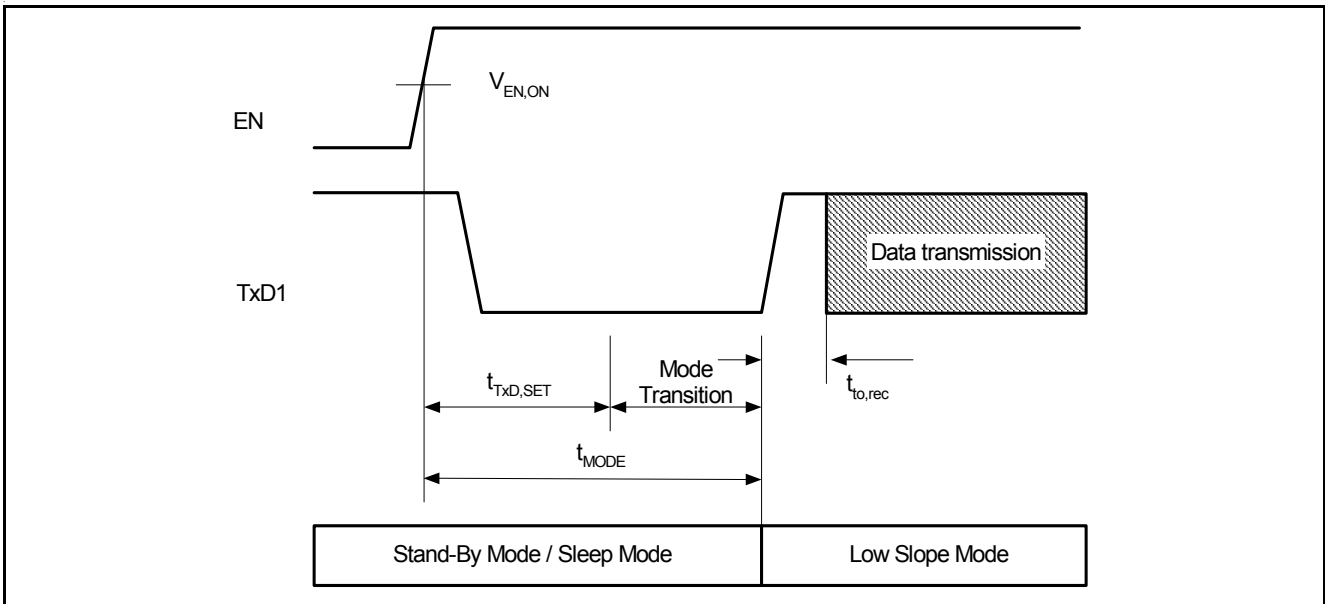 V_EN,ON
EN
Data transmission
TxD1
Mode
Transition
t_TxD,SET
t_to,rec
t_MODE
Stand-By Mode / Sleep Mode
Low Slope Mode